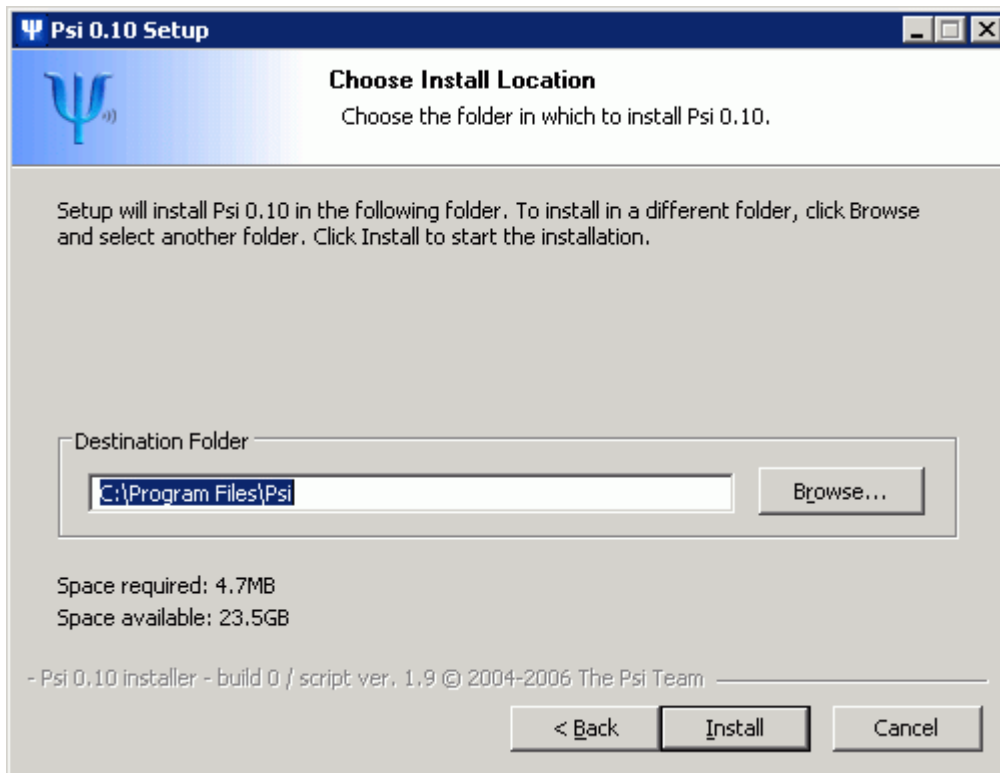 Psi 0.10 Setup
Choose Install Location
Choose the folder in which to install Psi 0.10.
Setup will install Psi 0.10 in the following folder. To install in a different folder, click Browse
and select another folder. Click Install to start the installation.
Destination Folder
C:\Program Files\Psi
Browse...
Space required: 4.7MB
Space available: 23.5GB
- Psi 0.10 installer - build 0 / script ver. 1.9 © 2004-2006 The Psi Team
< Back
Install
Cancel